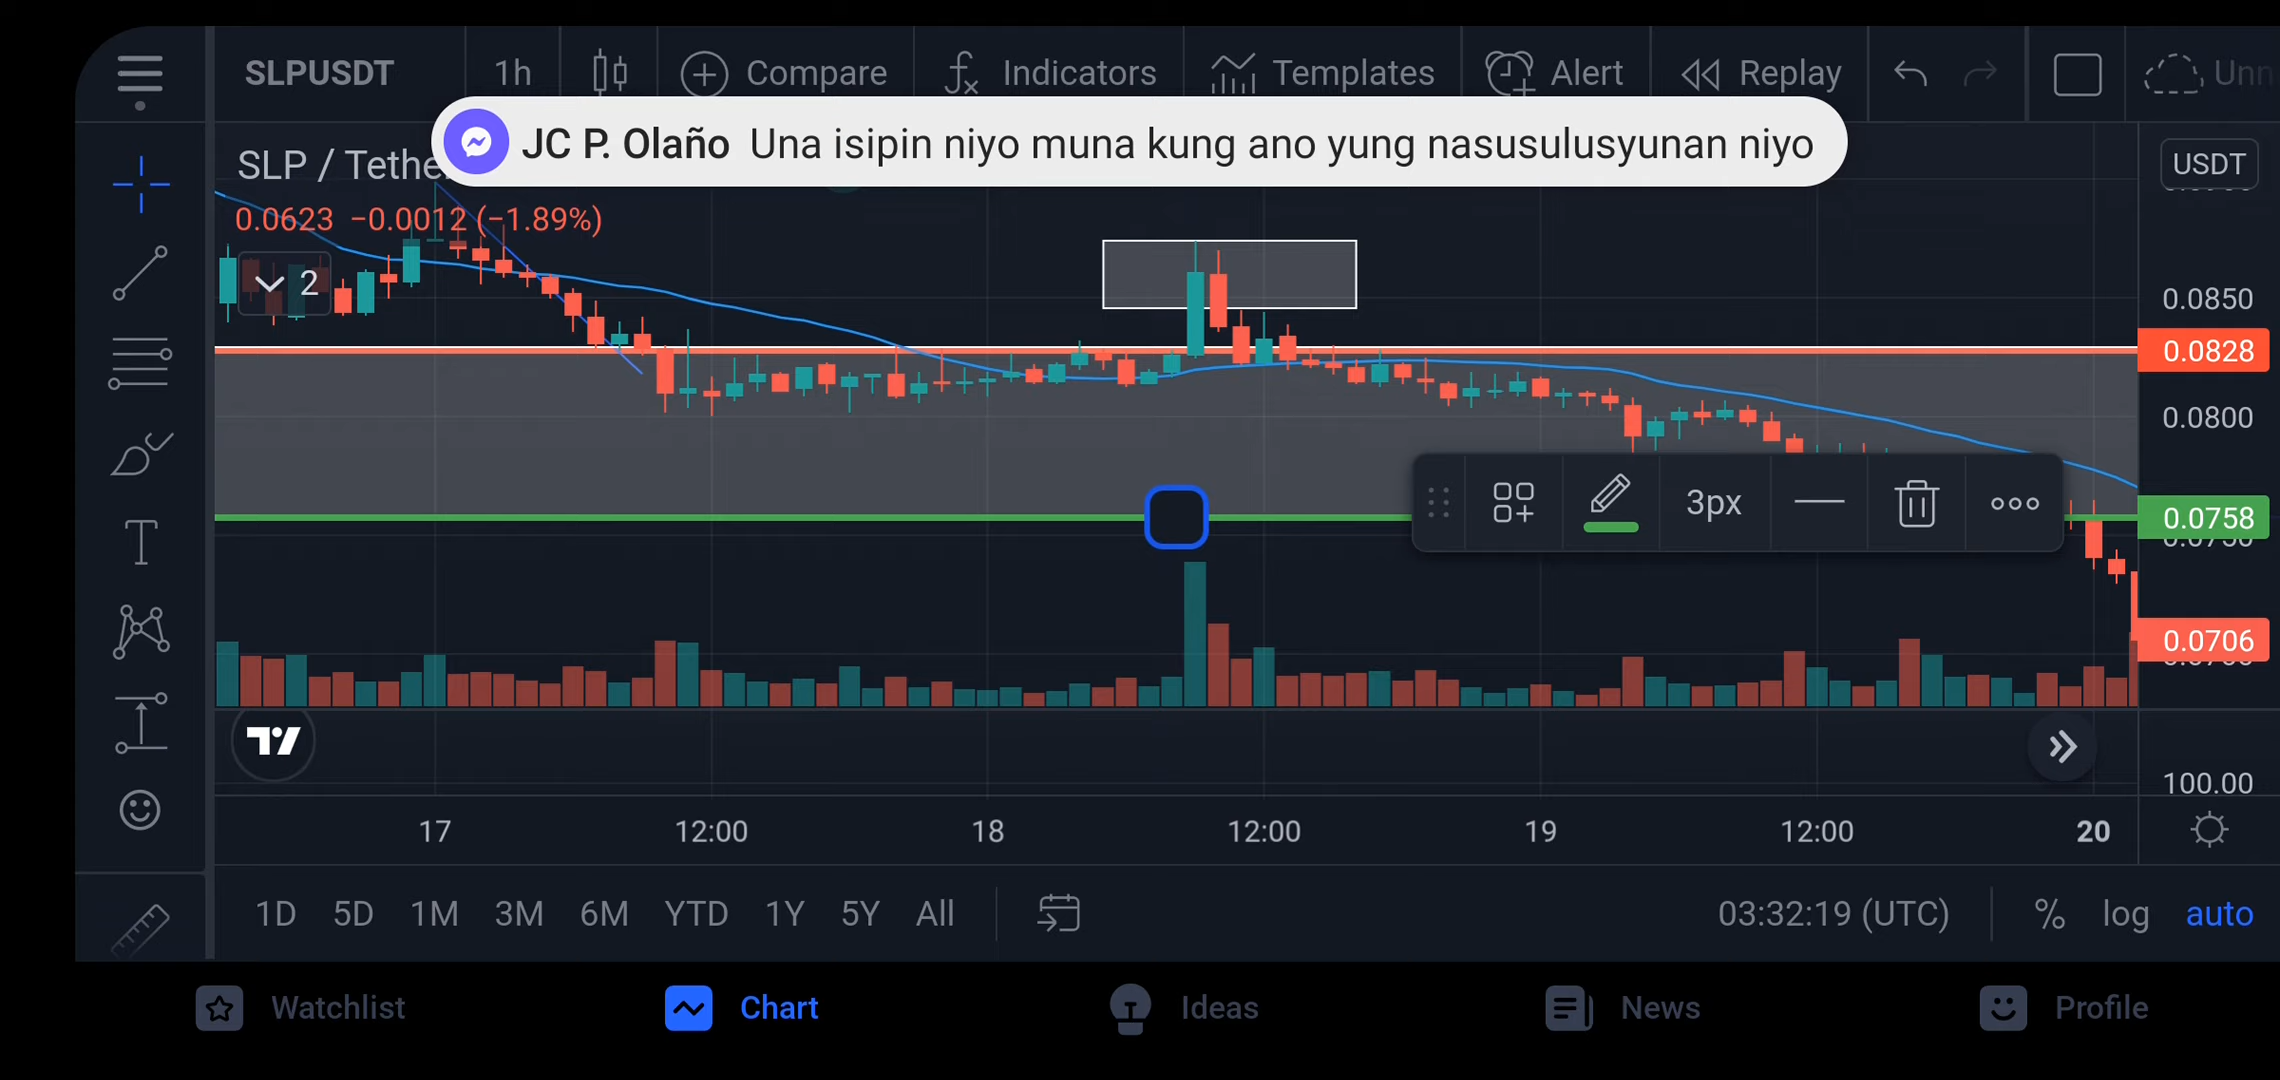 SLPUSDT 1h Compare Indicators Templates Alert Replay Unn
JC P. Olaño Una isipin niyo muna kung ano yung nasusulusyunan niyo
SLP / Tethe
USDT
0.0623 −0.0012 (−1.89%)
2
0.0850
0.0828
0.0800
3px
0.0758
0.0706
100.00
17 12:00 18 12:00 19 12:00 20
1D 5D 1M 3M 6M YTD 1Y 5Y All 03:32:19 (UTC) % log auto
Watchlist Chart Ideas News Profile